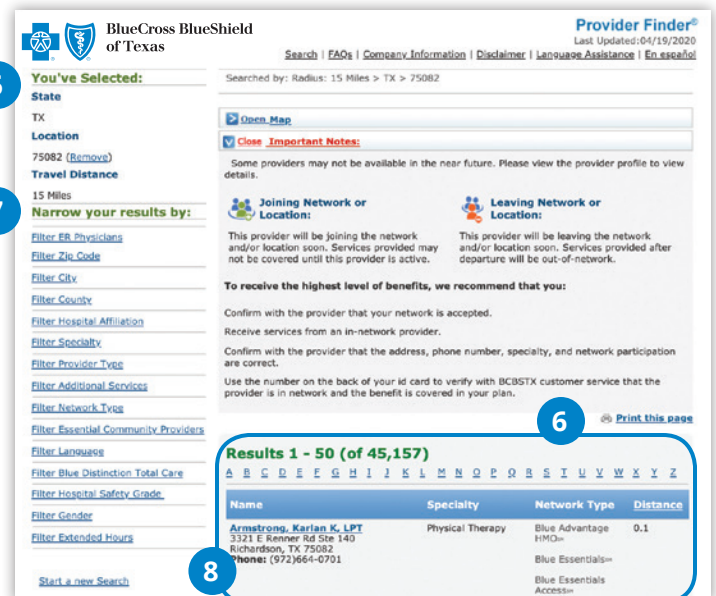 BlueCross BlueShield
of Texas
Provider Finder®
Last Updated:04/19/2020
Search | FAQs | Company Information | Disclaimer | Language Assistance | En español
You've Selected:
State
TX
Location
75082 (Remove)
Travel Distance
15 Miles
7
Narrow your results by:
Filter ER Physicians
Filter Zip Code
Filter City
Filter County
Filter Hospital Affiliation
Filter Specialty
Filter Provider Type
Filter Additional Services
Filter Network Type
Filter Essential Community Providers
Filter Language
Filter Blue Distinction Total Care
Filter Hospital Safety Grade
Filter Gender
Filter Extended Hours
Start a new Search
Searched by: Radius: 15 Miles > TX > 75082
Open Map
Close Important Notes:
Some providers may not be available in the near future. Please view the provider profile to view
details.
Joining Network or
Location:
This provider will be joining the network
and/or location soon. Services provided may
not be covered until this provider is active.
Leaving Network or
Location:
This provider will be leaving the network
and/or location soon. Services provided after
departure will be out-of-network.
To receive the highest level of benefits, we recommend that you:
Confirm with the provider that your network is accepted.
Receive services from an in-network provider.
Confirm with the provider that the address, phone number, specialty, and network participation
are correct.
Use the number on the back of your id card to verify with BCBSTX customer service that the
provider is in network and the benefit is covered in your plan.
6
Print this page
Results 1 - 50 (of 45,157)
A B C D E F G H I J K L M N O P Q R S T U V W X Y Z
Name Specialty Network Type Distance
8
Armstrong, Karlan K, LPT Physical Therapy Blue Advantage 0.1
3321 E Renner Rd Ste 140 HMO
Richardson, TX 75082
Phone: (972)664-0701 Blue Essentials
Blue Essentials
Access